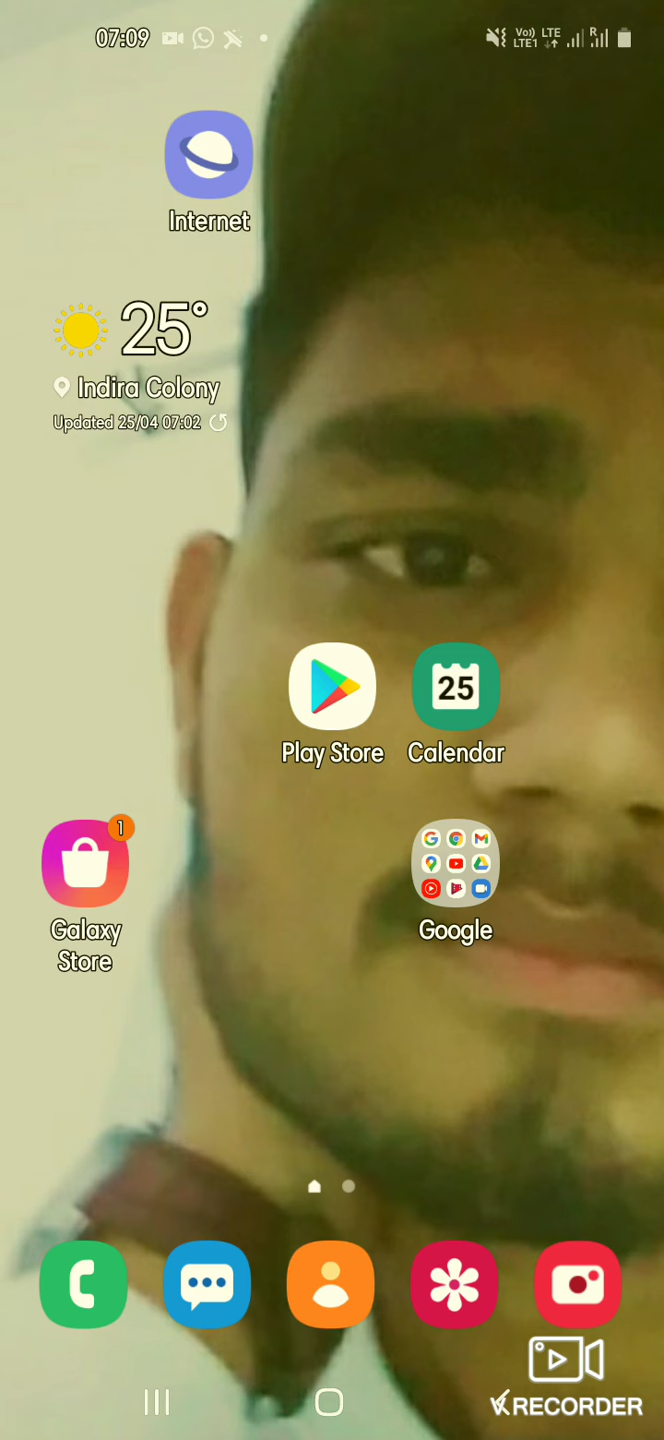 07:09
Vo)) LTE
LTE1
R
Internet
25°
Indira Colony
Updated 25/04 07:02
25
Play Store
Calendar
1
Galaxy
Store
Google
RECORDER